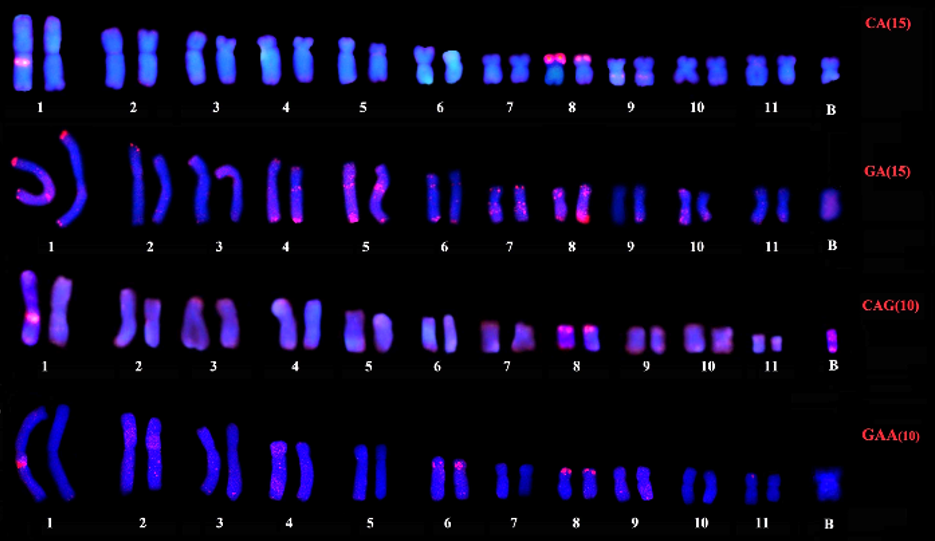 CA(15)
1 2 3 4 5 6 7 8 9 10 11 B
GA(15)
1 2 3 4 5 6 7 8 9 10 11 B
CAG(10)
1 2 3 4 5 6 7 8 9 10 11 B
GAA(10)
1 2 3 4 5 6 7 8 9 10 11 B